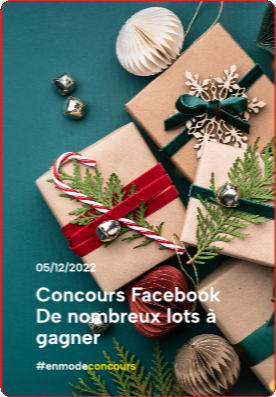 05/12/2022
Concours Facebook
De nombreux lots à
gagner
#enmodeconcours